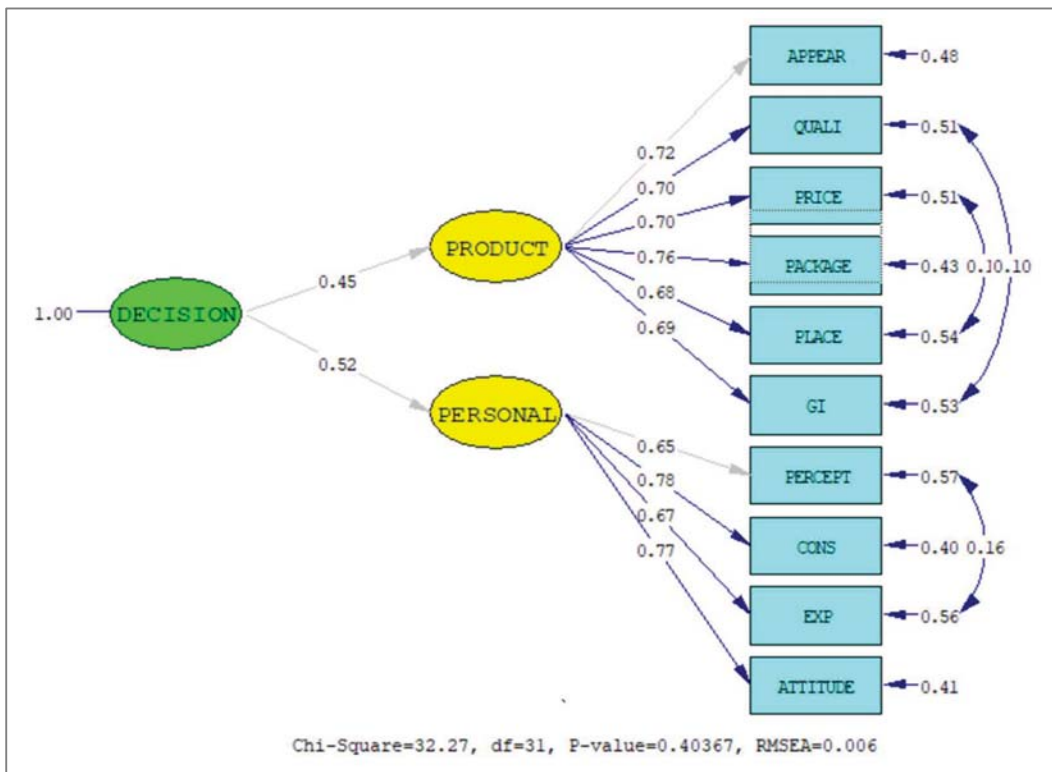 APPEAR
0.48
QUALI
0.51
0.72
0.70
PRICE
0.51
0.70
PRODUCT
0.76
PACKAGE
0.43
0.10
0.45
0.68
1.00
DECISION
0.69
PLACE
0.54
0.52
GI
0.53
PERSONAL
0.65
PERCEPT
0.57
0.78
0.67
CONS
0.40
0.16
0.77
EXP
0.56
ATTITUDE
0.41
Chi-Square=32.27, df=31, P-value=0.40367, RMSEA=0.006